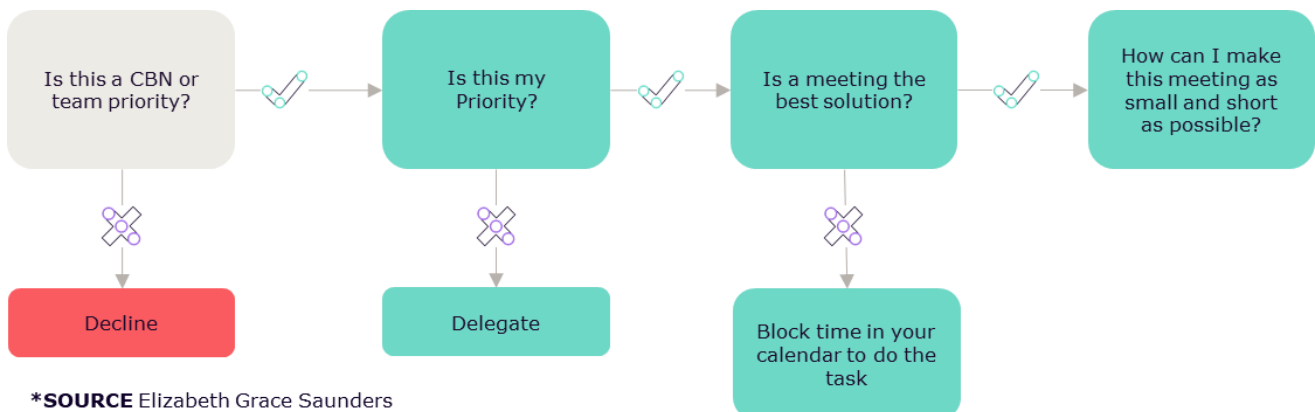 Is this a CBN or
team priority?
Is this my
Priority?
Is a meeting the
best solution?
How can I make
this meeting as
small and short
as possible?
Decline
Delegate
Block time in your
calendar to do the
task
*SOURCE Elizabeth Grace Saunders